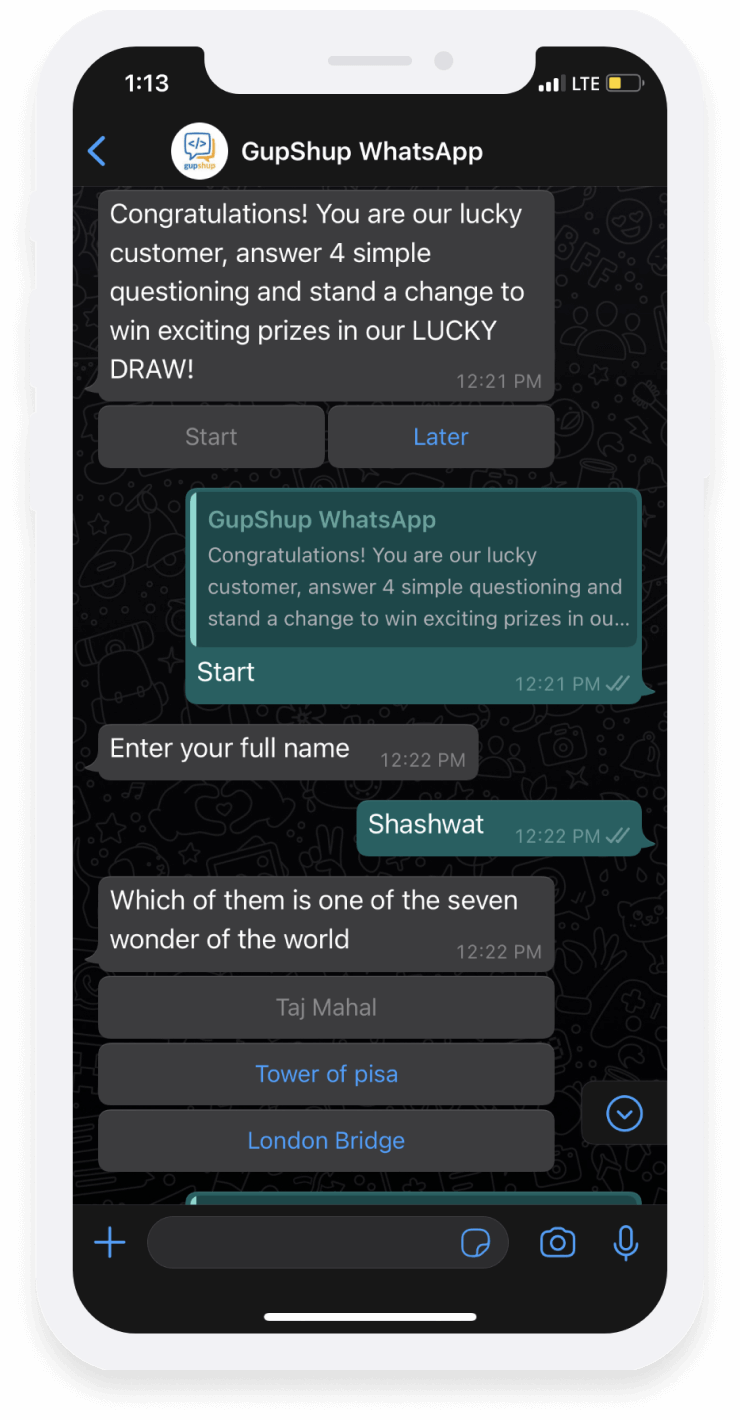 1:13
LTE
</>
gupshup
GupShup WhatsApp
Congratulations! You are our lucky
customer, answer 4 simple
questioning and stand a change to
win exciting prizes in our LUCKY
DRAW!
12:21 PM
Start
Later
GupShup WhatsApp
Congratulations! You are our lucky
customer, answer 4 simple questioning and
stand a change to win exciting prizes in ou...
Start
12:21 PM
Enter your full name
12:22 PM
Shashwat
12:22 PM
Which of them is one of the seven
wonder of the world
12:22 PM
Taj Mahal
Tower of pisa
London Bridge
BFF